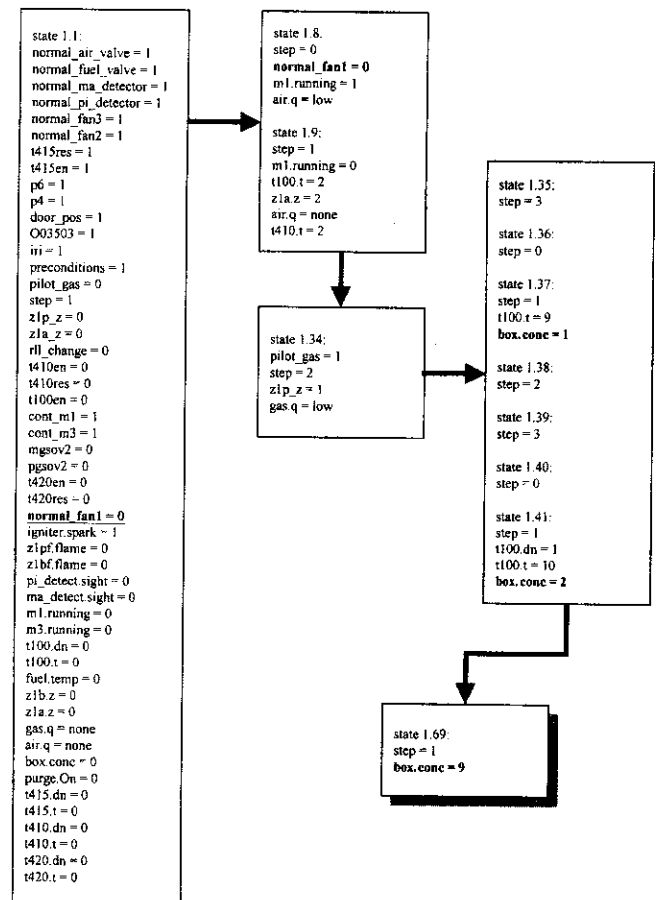 state 1.1:
normal_air_valve = 1
normal_fuel_valve = 1
normal_ma_detector = 1
normal_pi_detector = 1
normal_fan3 = 1
normal_fan2 = 1
t415res = 1
t415en = 1
p6 = 1
p4 = 1
door_pos = 1
O03503 = 1
iri = 1
preconditions = 1
pilot_gas = 0
step = 1
z1p_z = 0
z1a_z = 0
rll_change = 0
t410en = 0
t410res = 0
t100en = 0
cont_m1 = 1
cont_m3 = 1
mgsov2 = 0
pgsov2 = 0
t420en = 0
t420res = 0
normal_fan1 = 0
igniter.spark = 1
z1pf.flame = 0
z1bf.flame = 0
pi_detect.sight = 0
ma_detect.sight = 0
m1.running = 0
m3.running = 0
t100.dn = 0
t100.t = 0
fuel.temp = 0
z1b.z = 0
z1a.z = 0
gas.q = none
air.q = none
box.conc = 0
purge.On = 0
t415.dn = 0
t415.t = 0
t410.dn = 0
t410.t = 0
t420.dn = 0
t420.t = 0
state 1.8.
step = 0
normal_fan1 = 0
m1.running = 1
air.q = low
state 1.9:
step = 1
m1.running = 0
t100.t = 2
z1a.z = 2
air.q = none
t410.t = 2
state 1.34:
pilot_gas = 1
step = 2
z1p_z = 1
gas.q = low
state 1.35:
step = 3
state 1.36:
step = 0
state 1.37:
step = 1
t100.t = 9
box.conc = 1
state 1.38:
step = 2
state 1.39:
step = 3
state 1.40:
step = 0
state 1.41:
step = 1
t100.dn = 1
t100.t = 10
box.conc = 2
state 1.69:
step = 1
box.conc = 9